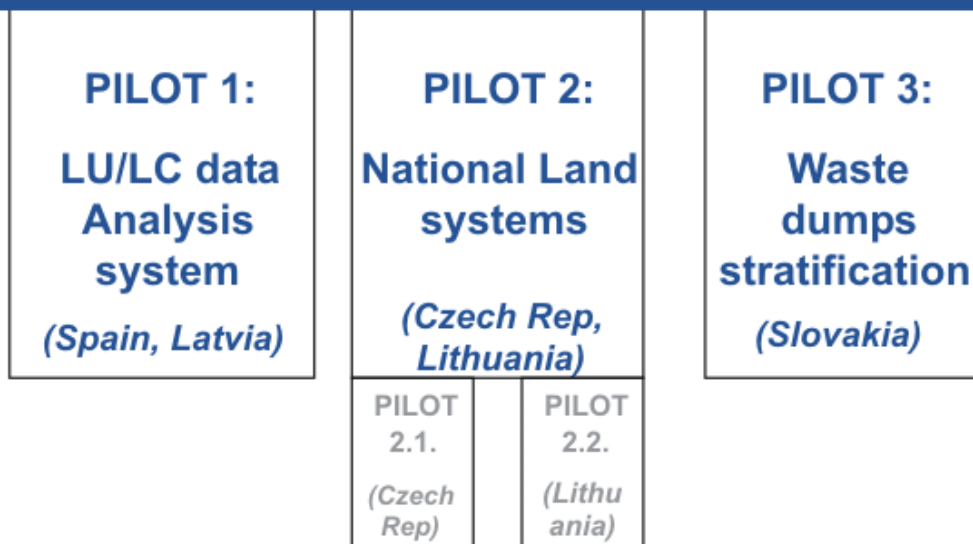 PILOT 1:
LU/LC data
Analysis
system
(Spain, Latvia)
PILOT 2:
National Land
systems
(Czech Rep,
Lithuania)
PILOT 3:
Waste
dumps
stratification
(Slovakia)
PILOT
2.1.
(Czech
Rep)
PILOT
2.2.
(Lithu
ania)